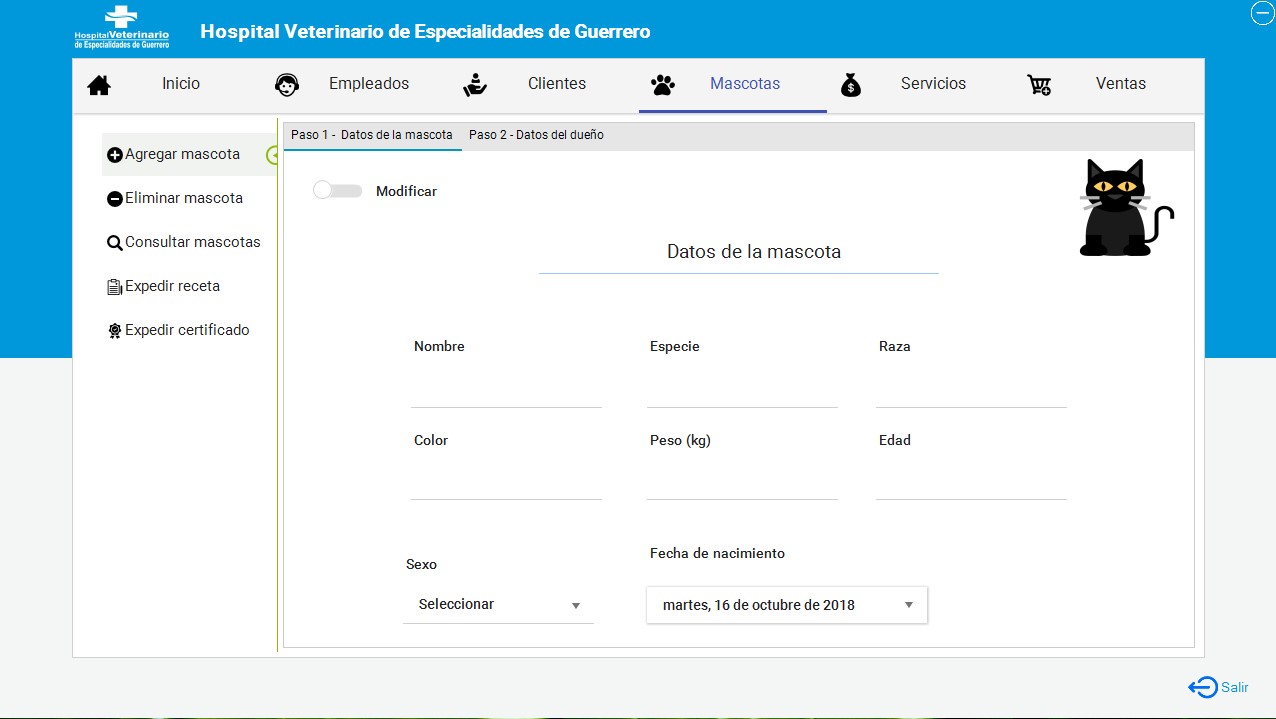 HospitalVeterinario
de Especialidades de Guerrero
Hospital Veterinario de Especialidades de Guerrero
Inicio
Empleados
Clientes
Mascotas
Servicios
Ventas
Agregar mascota
Eliminar mascota
Consultar mascotas
Expedir receta
Expedir certificado
Paso 1 - Datos de la mascota
Paso 2 - Datos del dueño
Modificar
Datos de la mascota
Nombre
Especie
Raza
Color
Peso (kg)
Edad
Sexo
Seleccionar
Fecha de nacimiento
martes, 16 de octubre de 2018
Salir